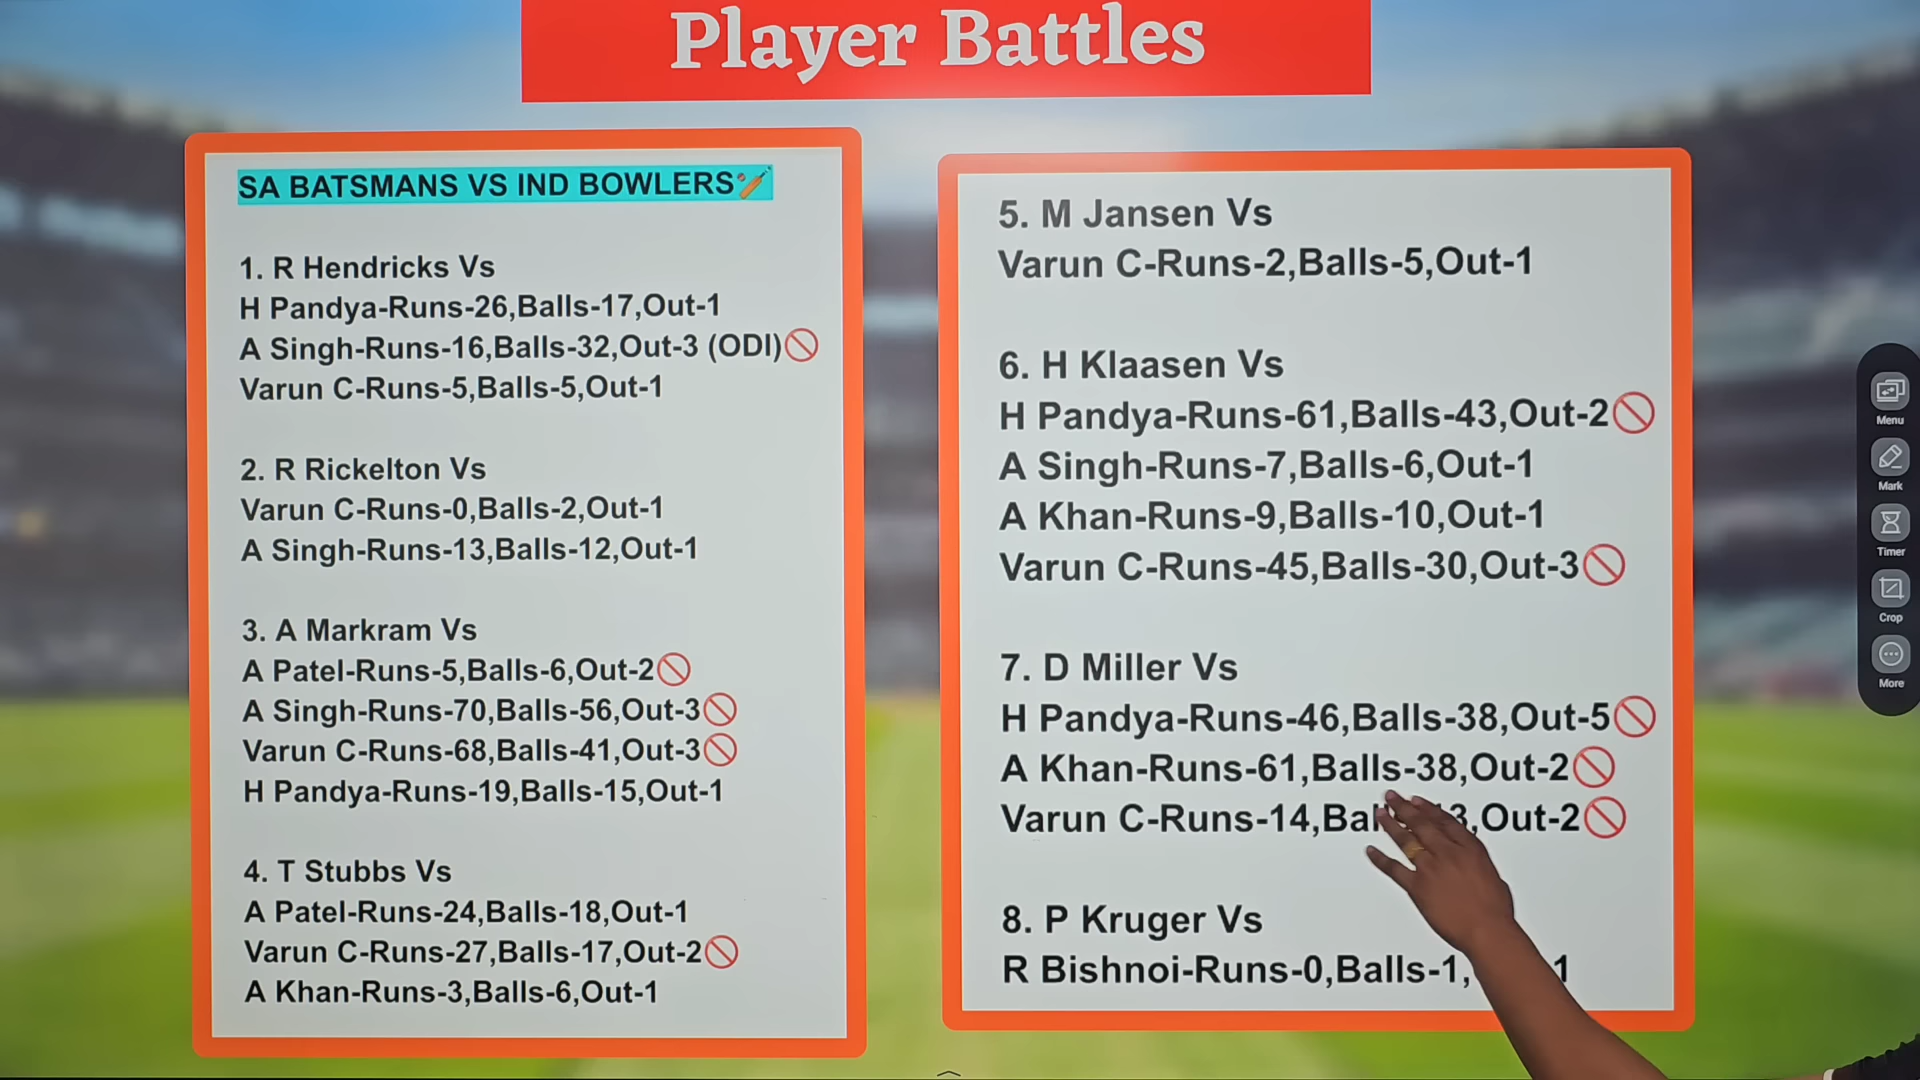 Player Battles
SA BATSMANS VS IND BOWLERS
1. R Hendricks Vs
H Pandya-Runs-26,Balls-17,Out-1
A Singh-Runs-16,Balls-32,Out-3 (ODI)
Varun C-Runs-5,Balls-5,Out-1
2. R Rickelton Vs
Varun C-Runs-0,Balls-2,Out-1
A Singh-Runs-13,Balls-12,Out-1
3. A Markram Vs
A Patel-Runs-5,Balls-6,Out-2
A Singh-Runs-70,Balls-56,Out-3
Varun C-Runs-68,Balls-41,Out-3
H Pandya-Runs-19,Balls-15,Out-1
4. T Stubbs Vs
A Patel-Runs-24,Balls-18,Out-1
Varun C-Runs-27,Balls-17,Out-2
A Khan-Runs-3,Balls-6,Out-1
5. M Jansen Vs
Varun C-Runs-2,Balls-5,Out-1
6. H Klaasen Vs
H Pandya-Runs-61,Balls-43,Out-2
A Singh-Runs-7,Balls-6,Out-1
A Khan-Runs-9,Balls-10,Out-1
Varun C-Runs-45,Balls-30,Out-3
7. D Miller Vs
H Pandya-Runs-46,Balls-38,Out-5
A Khan-Runs-61,Balls-38,Out-2
Varun C-Runs-14, Out-2
8. P Kruger Vs
R Bishnoi-Runs-0,Balls-1, 1
Menu
Mark
Timer
Crop
More